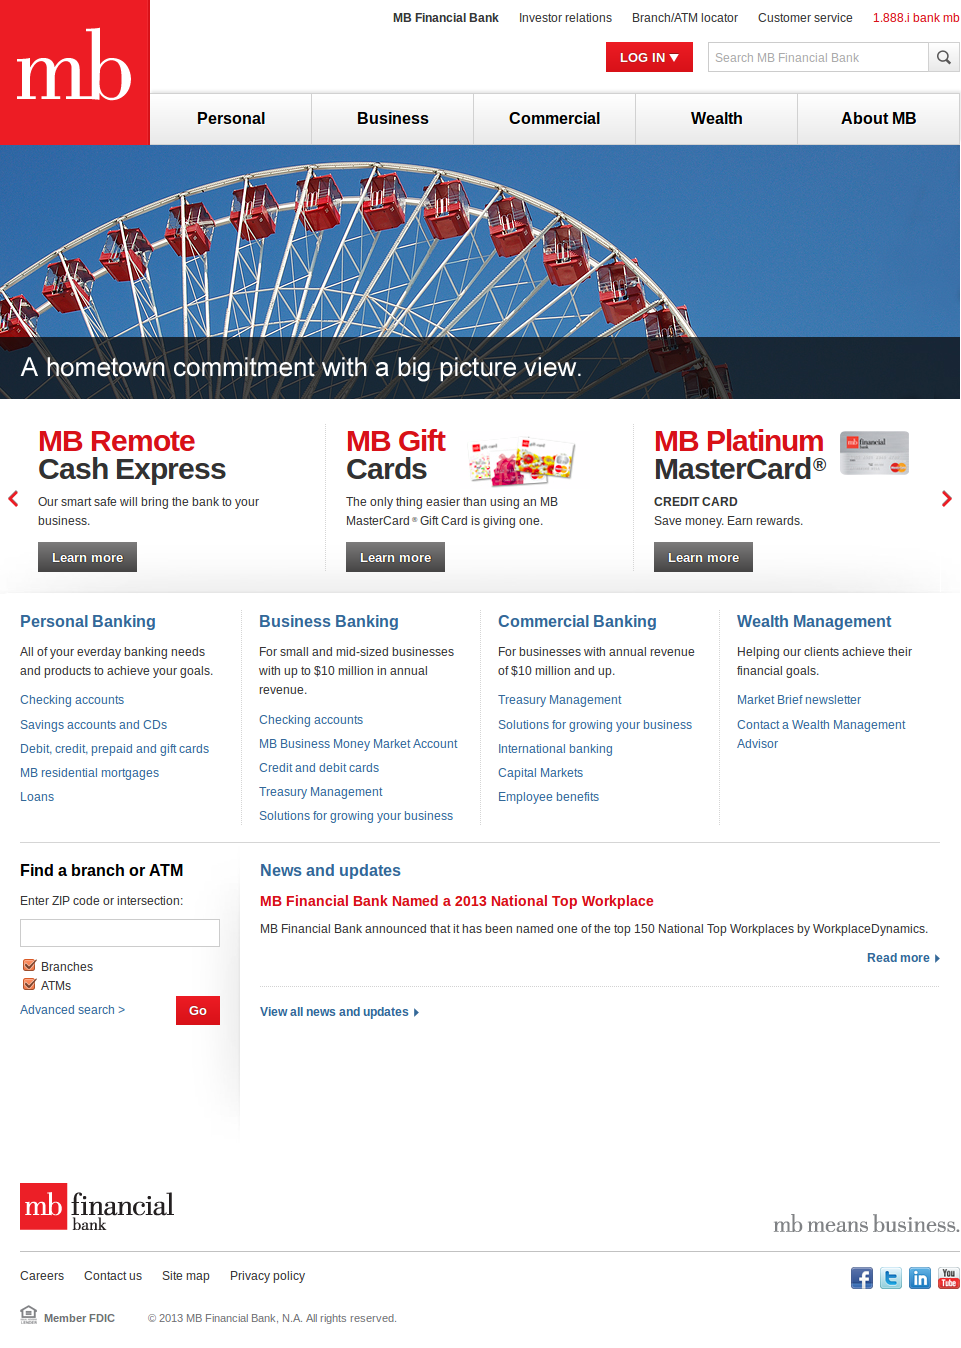 MB Financial Bank Investor relations Branch/ATM locator Customer service 1.888.i bank mb
mb
LOG IN Search MB Financial Bank
Personal Business Commercial Wealth About MB
A hometown commitment with a big picture view.
MB Remote
Cash Express
Our smart safe will bring the bank to your
business.
Learn more
MB Gift
Cards
The only thing easier than using an MB
MasterCard ® Gift Card is giving one.
Learn more
MB Platinum
MasterCard®
CREDIT CARD
Save money. Earn rewards.
Learn more
Personal Banking
All of your everday banking needs
and products to achieve your goals.
Checking accounts
Savings accounts and CDs
Debit, credit, prepaid and gift cards
MB residential mortgages
Loans
Business Banking
For small and mid-sized businesses
with up to $10 million in annual
revenue.
Checking accounts
MB Business Money Market Account
Credit and debit cards
Treasury Management
Solutions for growing your business
Commercial Banking
For businesses with annual revenue
of $10 million and up.
Treasury Management
Solutions for growing your business
International banking
Capital Markets
Employee benefits
Wealth Management
Helping our clients achieve their
financial goals.
Market Brief newsletter
Contact a Wealth Management
Advisor
Find a branch or ATM
Enter ZIP code or intersection:
Branches
ATMs
Advanced search > Go
News and updates
MB Financial Bank Named a 2013 National Top Workplace
MB Financial Bank announced that it has been named one of the top 150 National Top Workplaces by WorkplaceDynamics.
Read more
View all news and updates
mb financial
bank
mb means business.
Careers Contact us Site map Privacy policy
You
Tube
Member FDIC © 2013 MB Financial Bank, N.A. All rights reserved.